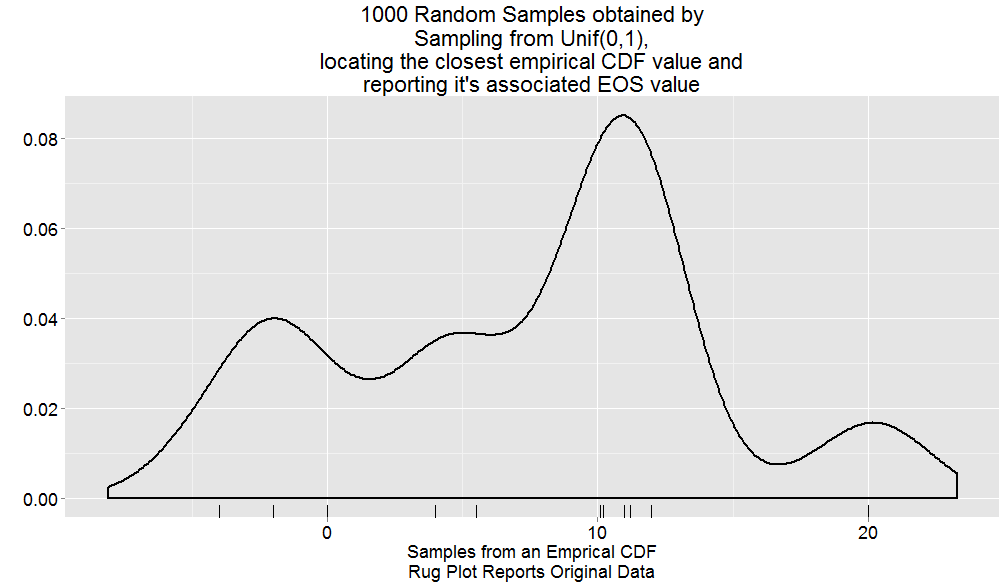 1000 Random Samples obtained by
Sampling from Unif(0,1),
locating the closest empirical CDF value and
reporting it's associated EOS value
0.08
0.06
0.04
0.02
0.00
0 10 20
Samples from an Emprical CDF
Rug Plot Reports Original Data